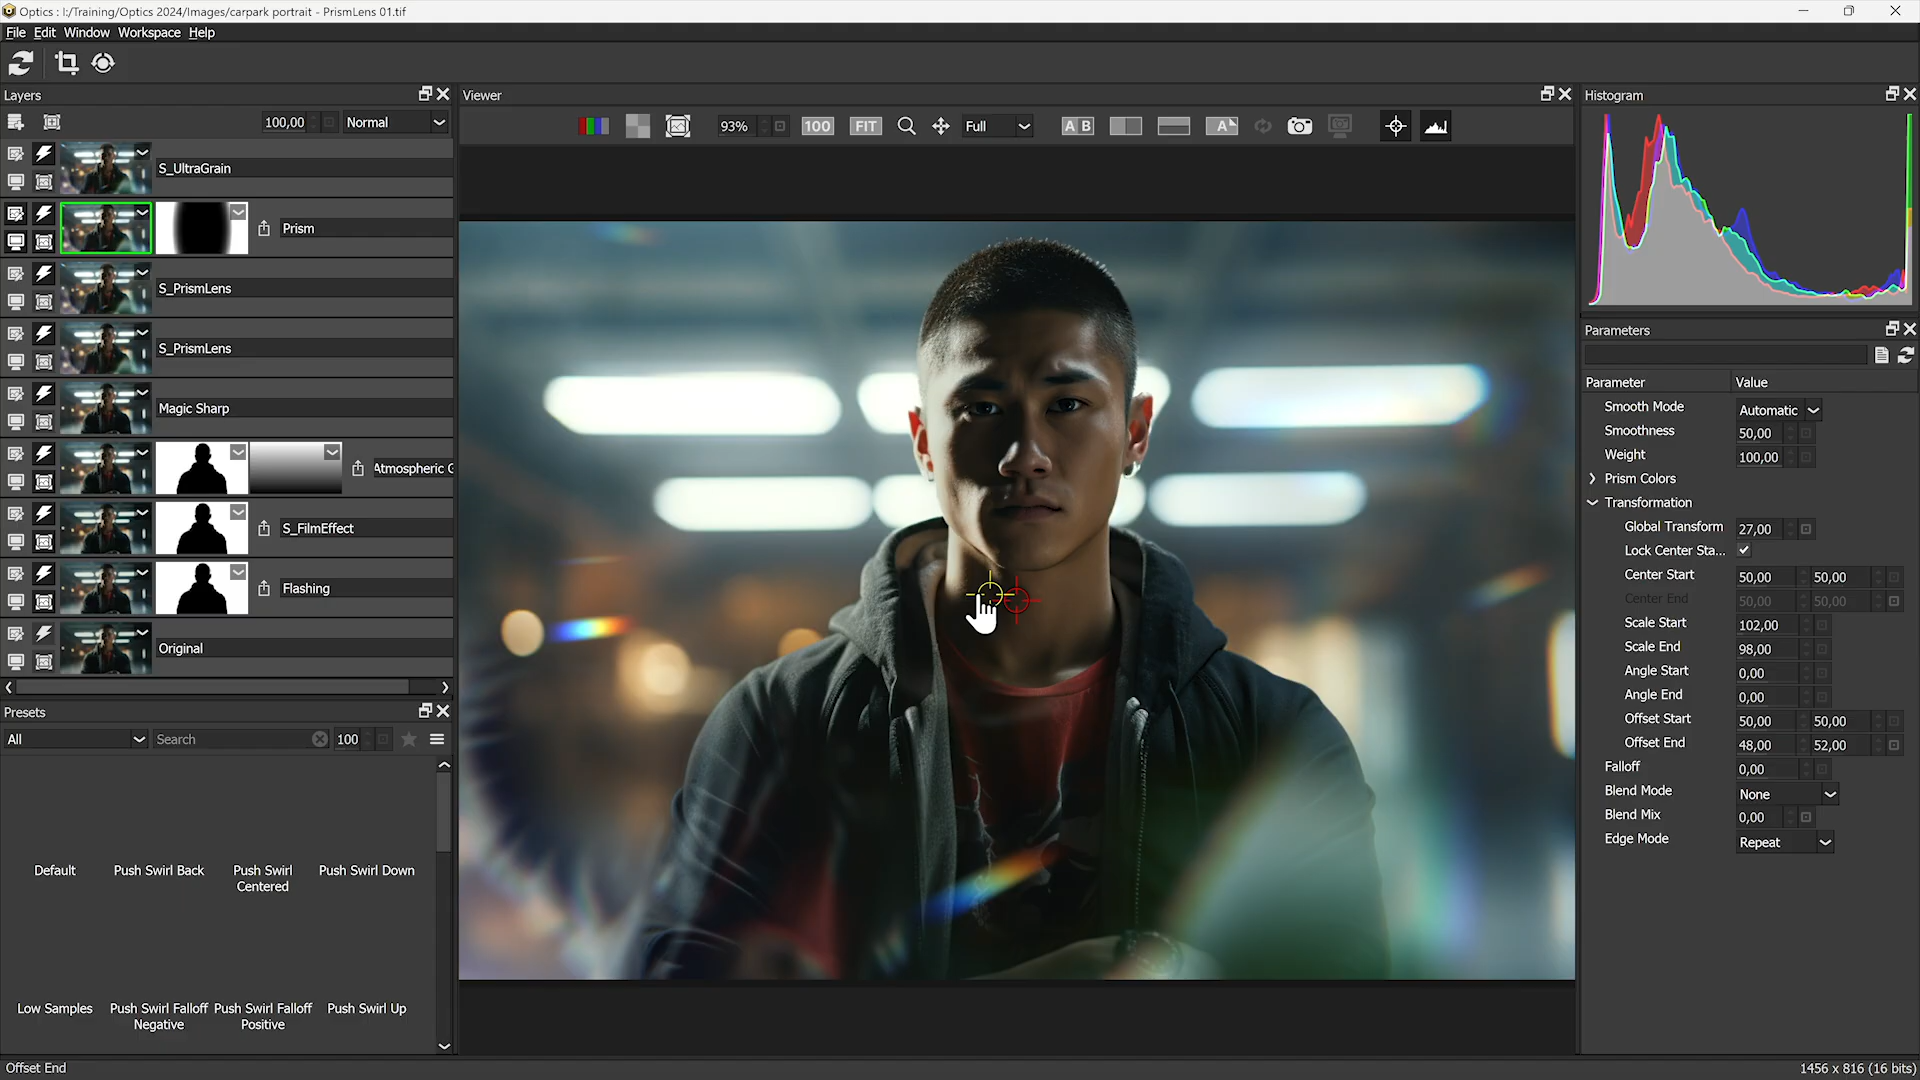 Optics : I:/Training/Optics 2024/Images/carpark portrait - PrismLens 01.tif
File Edit Window Workspace Help
Layers
100,00 Normal
S_UltraGrain
Prism
S_PrismLens
S_PrismLens
Magic Sharp
Atmospheric G
S_FilmEffect
Flashing
Original
Presets
All Search 100
Default Push Swirl Back Push Swirl Centered Push Swirl Down
Low Samples Push Swirl Falloff Negative Push Swirl Falloff Positive Push Swirl Up
Offset End
Viewer
93% 100 FIT Full A B A
Histogram
Parameters
Parameter Value
Smooth Mode Automatic
Smoothness 50,00
Weight 100,00
Prism Colors
Transformation
Global Transform 27,00
Lock Center Sta...
Center Start 50,00 50,00
Center End 50,00 50,00
Scale Start 102,00
Scale End 98,00
Angle Start 0,00
Angle End 0,00
Offset Start 50,00 50,00
Offset End 48,00 52,00
Falloff 0,00
Blend Mode None
Blend Mix 0,00
Edge Mode Repeat
1456 x 816 (16 bits)